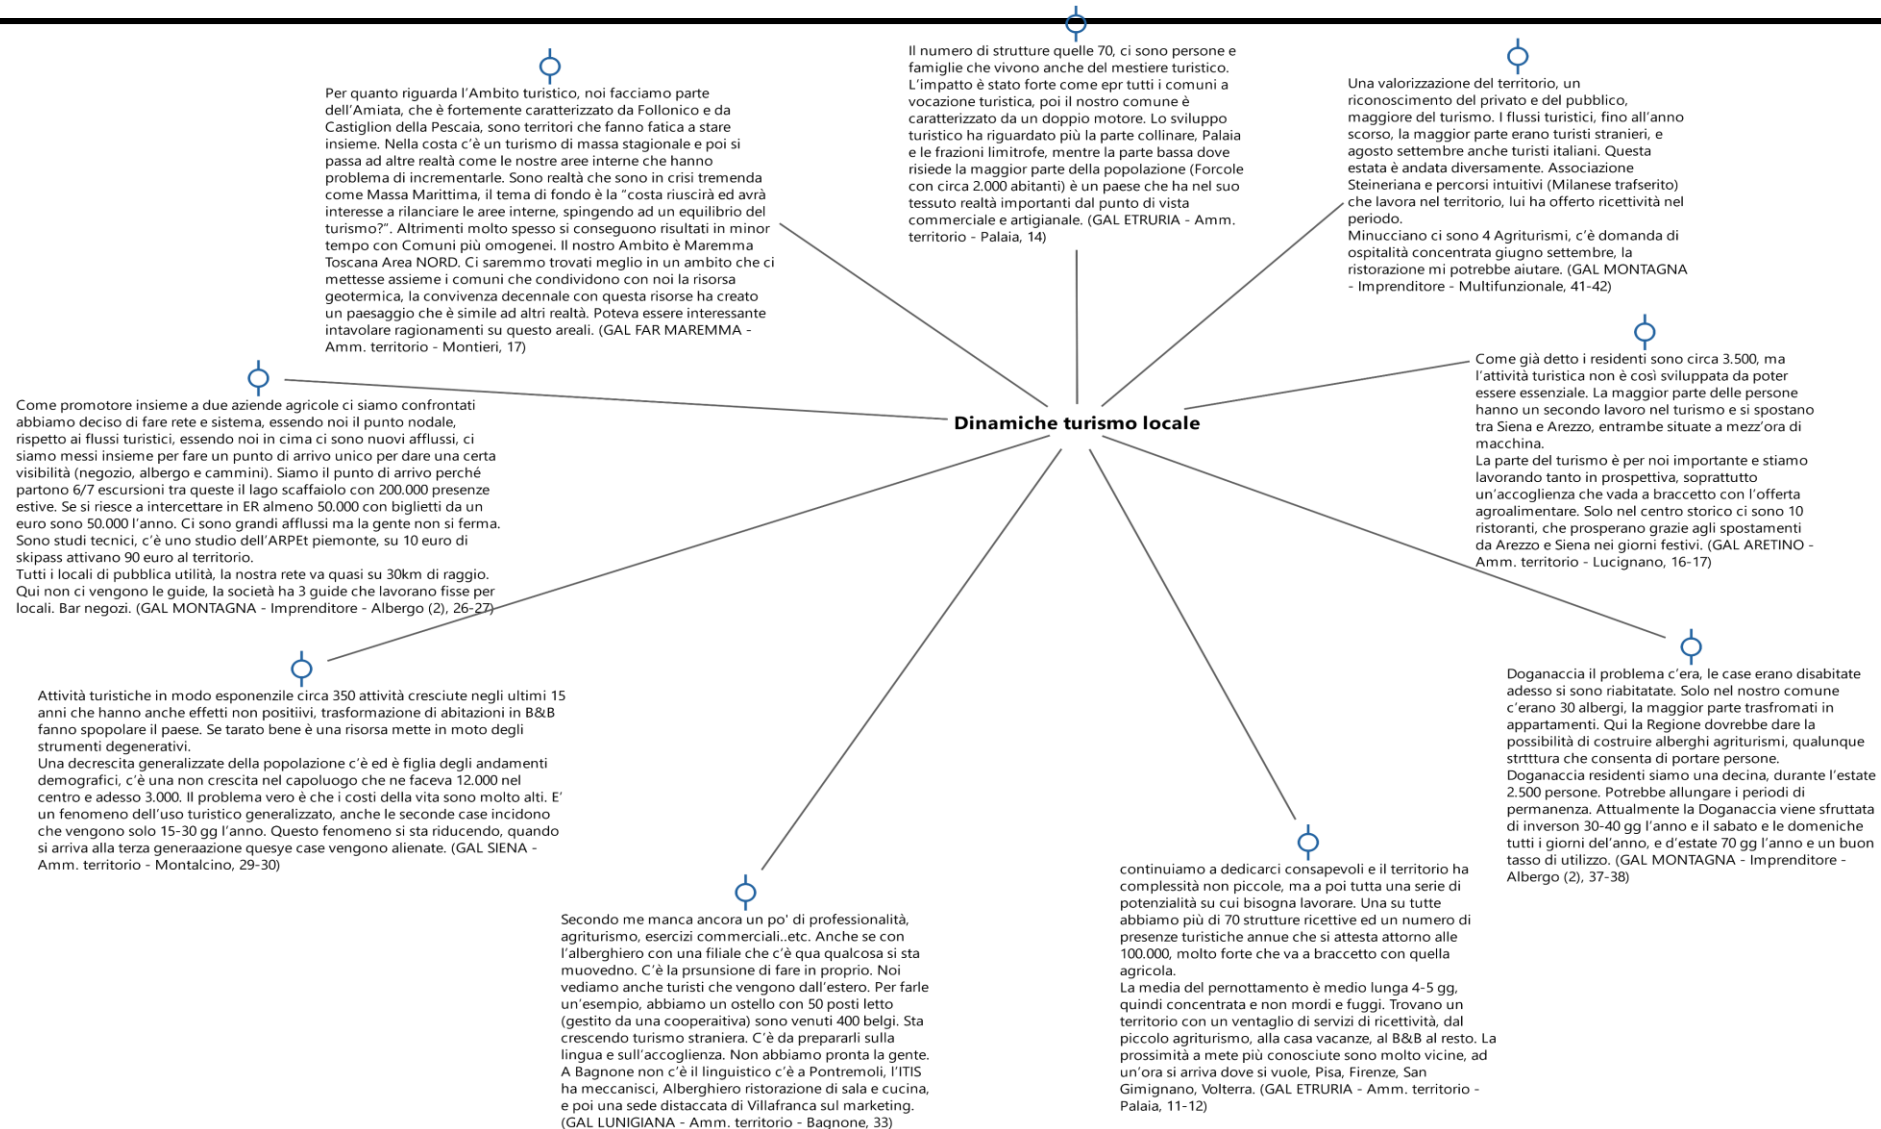 Il numero di strutture quelle 70, ci sono persone e
famiglie che vivono anche del mestiere turistico.
L'impatto è stato forte come epr tutti i comuni a
vocazione turistica, poi il nostro comune è
caratterizzato da un doppio motore. Lo sviluppo
turistico ha riguardato più la parte collinare, Palaia
e le frazioni limitrofe, mentre la parte bassa dove
risiede la maggior parte della popolazione (Forcole
con circa 2.000 abitanti) è un paese che ha nel suo
tessuto realtà importanti dal punto di vista
commerciale e artigianale. (GAL ETRURIA - Amm.
territorio - Palaia, 14)
Per quanto riguarda l'Ambito turistico, noi facciamo parte
dell'Amiata, che è fortemente caratterizzato da Follonico e da
Castiglion della Pescaia, sono territori che fanno fatica a stare
insieme. Nella costa c'è un turismo di massa stagionale e poi si
passa ad altre realtà come le nostre aree interne che hanno
problema di incrementarle. Sono realtà che sono in crisi tremenda
come Massa Marittima, il tema di fondo è la "costa riuscirà ed avrà
interesse a rilanciare le aree interne, spingendo ad un equilibrio del
turismo?". Altrimenti molto spesso si conseguono risultati in minor
tempo con Comuni più omogenei. Il nostro Ambito è Maremma
Toscana Area NORD. Ci saremmo trovati meglio in un ambito che ci
mettesse assieme i comuni che condividono con noi la risorsa
geotermica, la convivenza decennale con questa risorse ha creato
un paesaggio che è simile ad altri realtà. Poteva essere interessante
intavolare ragionamenti su questo areali. (GAL FAR MAREMMA -
Amm. territorio - Montieri, 17)
Una valorizzazione del territorio, un
riconoscimento del privato e del pubblico,
maggiore del turismo. I flussi turistici, fino all'anno
scorso, la maggior parte erano turisti stranieri, e
agosto settembre anche turisti italiani. Questa
estata è andata diversamente. Associazione
Steineriana e percorsi intuitivi (Milanese trafserito)
che lavora nel territorio, lui ha offerto ricettività nel
periodo.
Minucciano ci sono 4 Agriturismi, c'è domanda di
ospitalità concentrata giugno settembre, la
ristorazione mi potrebbe aiutare. (GAL MONTAGNA
- Imprenditore - Multifunzionale, 41-42)
Come già detto i residenti sono circa 3.500, ma
l'attività turistica non è così sviluppata da poter
essere essenziale. La maggior parte delle persone
hanno un secondo lavoro nel turismo e si spostano
tra Siena e Arezzo, entrambe situate a mezz'ora di
macchina.
La parte del turismo è per noi importante e stiamo
lavorando tanto in prospettiva, soprattutto
un'accoglienza che vada a braccetto con l'offerta
agroalimentare. Solo nel centro storico ci sono 10
ristoranti, che prosperano grazie agli spostamenti
da Arezzo e Siena nei giorni festivi. (GAL ARETINO -
Amm. territorio - Lucignano, 16-17)
Come promotore insieme a due aziende agricole ci siamo confrontati
abbiamo deciso di fare rete e sistema, essendo noi il punto nodale,
rispetto ai flussi turistici, essendo noi in cima ci sono nuovi afflussi, ci
siamo messi insieme per fare un punto di arrivo unico per dare una certa
visibilità (negozio, albergo e cammini). Siamo il punto di arrivo perché
partono 6/7 escursioni tra queste il lago scaffaiolo con 200.000 presenze
estive. Se si riesce a intercettare in ER almeno 50.000 con biglietti da un
euro sono 50.000 l'anno. Ci sono grandi afflussi ma la gente non si ferma.
Sono studi tecnici, c'è uno studio dell'ARPEt piemonte, su 10 euro di
skipass attivano 90 euro al territorio.
Tutti i locali di pubblica utilità, la nostra rete va quasi su 30km di raggio.
Qui non ci vengono le guide, la società ha 3 guide che lavorano fisse per
locali. Bar negozi. (GAL MONTAGNA - Imprenditore - Albergo (2), 26-27)
Dinamiche turismo locale
Attività turistiche in modo esponenzile circa 350 attività cresciute negli ultimi 15
anni che hanno anche effetti non positiivi, trasformazione di abitazioni in B&B
fanno spopolare il paese. Se tarato bene è una risorsa mette in moto degli
strumenti degenerativi.
Una decrescita generalizzate della popolazione c'è ed è figlia degli andamenti
demografici, c'è una non crescita nel capoluogo che ne faceva 12.000 nel
centro e adesso 3.000. Il problema vero è che i costi della vita sono molto alti. E'
un fenomeno dell'uso turistico generalizzato, anche le seconde case incidono
che vengono solo 15-30 gg l'anno. Questo fenomeno si sta riducendo, quando
si arriva alla terza generaazione quesye case vengono alienate. (GAL SIENA -
Amm. territorio - Montalcino, 29-30)
Doganaccia il problema c'era, le case erano disabitate
adesso si sono riabitatate. Solo nel nostro comune
c'erano 30 albergi, la maggior parte trasfromati in
appartamenti. Qui la Regione dovrebbe dare la
possibilità di costruire alberghi agriturismi, qualunque
strtttura che consenta di portare persone.
Doganaccia residenti siamo una decina, durante l'estate
2.500 persone. Potrebbe allungare i periodi di
permanenza. Attualmente la Doganaccia viene sfruttata
di inverson 30-40 gg l'anno e il sabato e le domeniche
tutti i giorni del'anno, e d'estate 70 gg l'anno e un buon
tasso di utilizzo. (GAL MONTAGNA - Imprenditore -
Albergo (2), 37-38)
Secondo me manca ancora un po' di professionalità,
agriturismo, esercizi commerciali..etc. Anche se con
l'alberghiero con una filiale che c'è qua qualcosa si sta
muovedno. C'è la prsunsione di fare in proprio. Noi
vediamo anche turisti che vengono dall'estero. Per farle
un'esempio, abbiamo un ostello con 50 posti letto
(gestito da una cooperaitiva) sono venuti 400 belgi. Sta
crescendo turismo straniera. C'è da prepararli sulla
lingua e sull'accoglienza. Non abbiamo pronta la gente.
A Bagnone non c'è il linguistico c'è a Pontremoli, l'ITIS
ha meccanisci, Alberghiero ristorazione di sala e cucina,
e poi una sede distaccata di Villafranca sul marketing.
(GAL LUNIGIANA - Amm. territorio - Bagnone, 33)
continuiamo a dedicarci consapevoli e il territorio ha
complessità non piccole, ma a poi tutta una serie di
potenzialità su cui bisogna lavorare. Una su tutte
abbiamo più di 70 strutture ricettive ed un numero di
presenze turistiche annue che si attesta attorno alle
100.000, molto forte che va a braccetto con quella
agricola.
La media del pernottamento è medio lunga 4-5 gg,
quindi concentrata e non mordi e fuggi. Trovano un
territorio con un ventaglio di servizi di ricettività, dal
piccolo agriturismo, alla casa vacanze, al B&B al resto. La
prossimità a mete più conosciute sono molto vicine, ad
un'ora si arriva dove si vuole, Pisa, Firenze, San
Gimignano, Volterra. (GAL ETRURIA - Amm. territorio -
Palaia, 11-12)